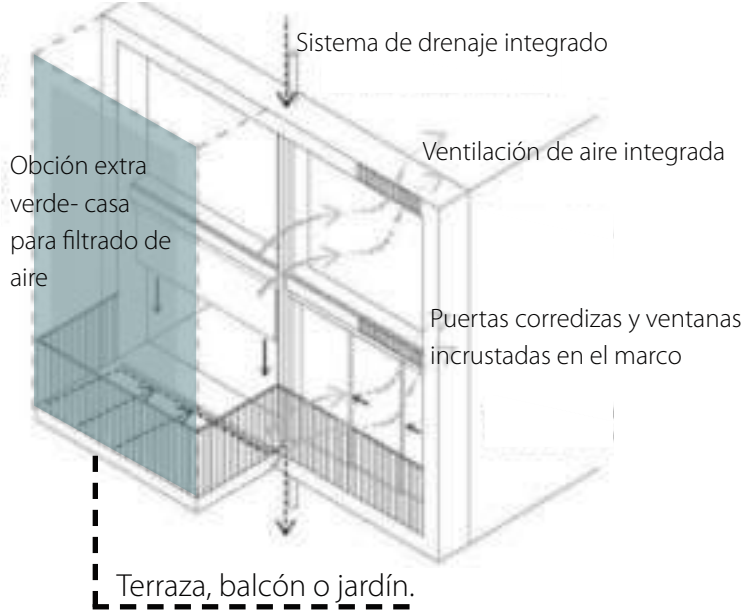 Sistema de drenaje integrado
Ventilación de aire integrada
Obción extra
verde- casa
para filtrado de
aire
Puertas corredizas y ventanas
incrustadas en el marco
Terraza, balcón o jardín.